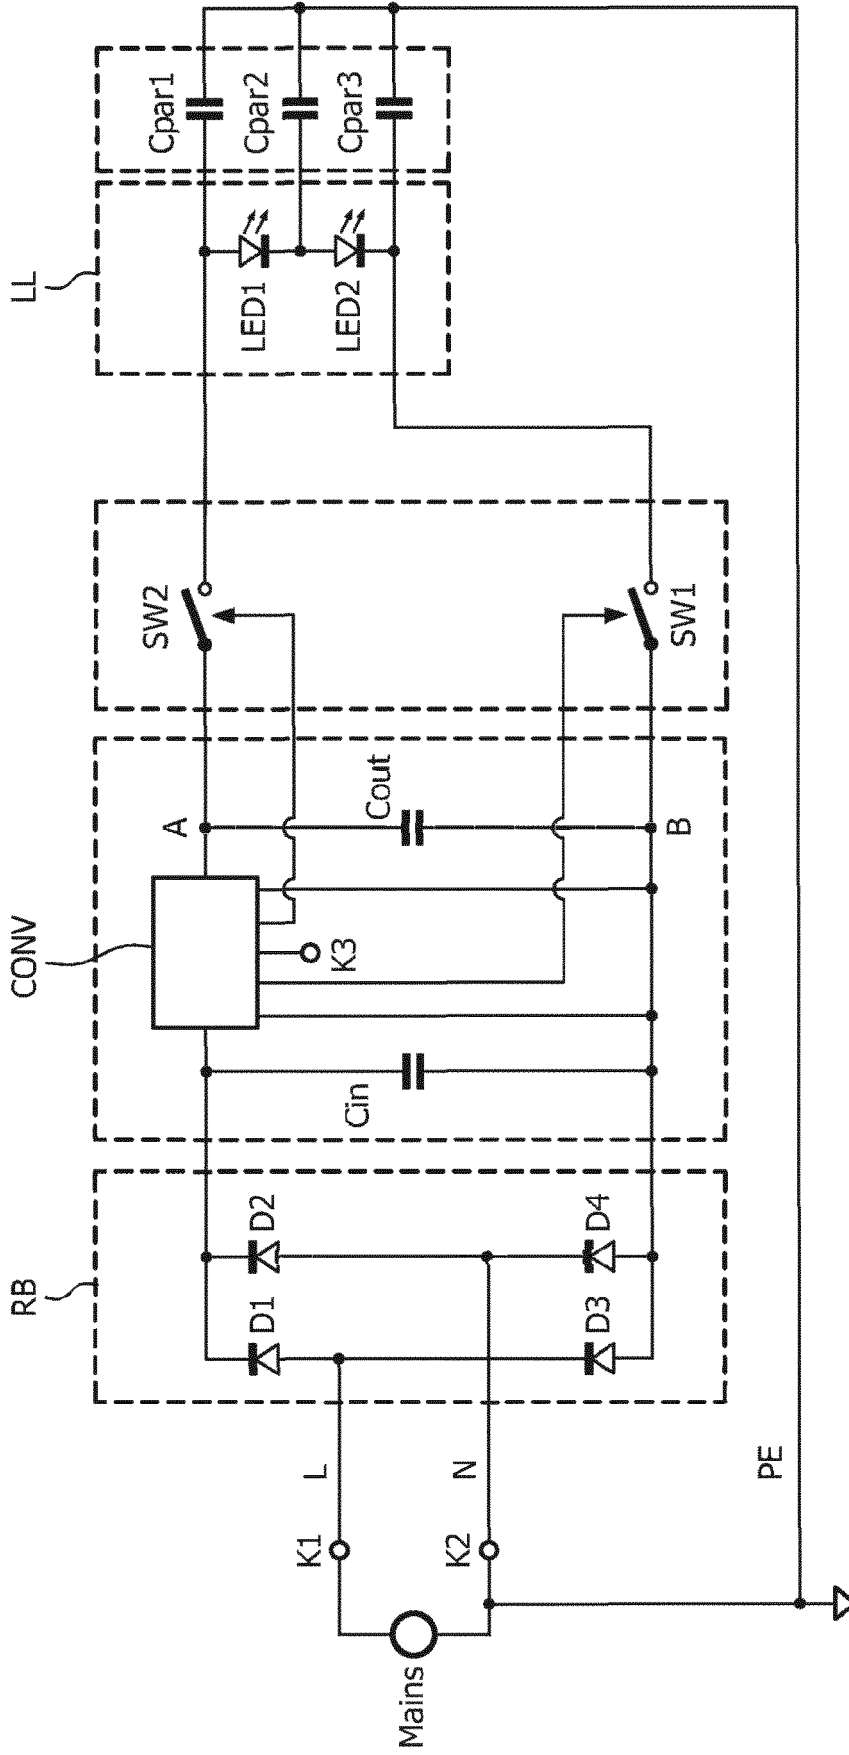 Mains
K1
K2
L
N
PE
RB
D1
D2
D3
D4
CONV
Cin
K3
A
Cout
B
SW2
SW1
LL
LED1
LED2
Cpar1
Cpar2
Cpar3